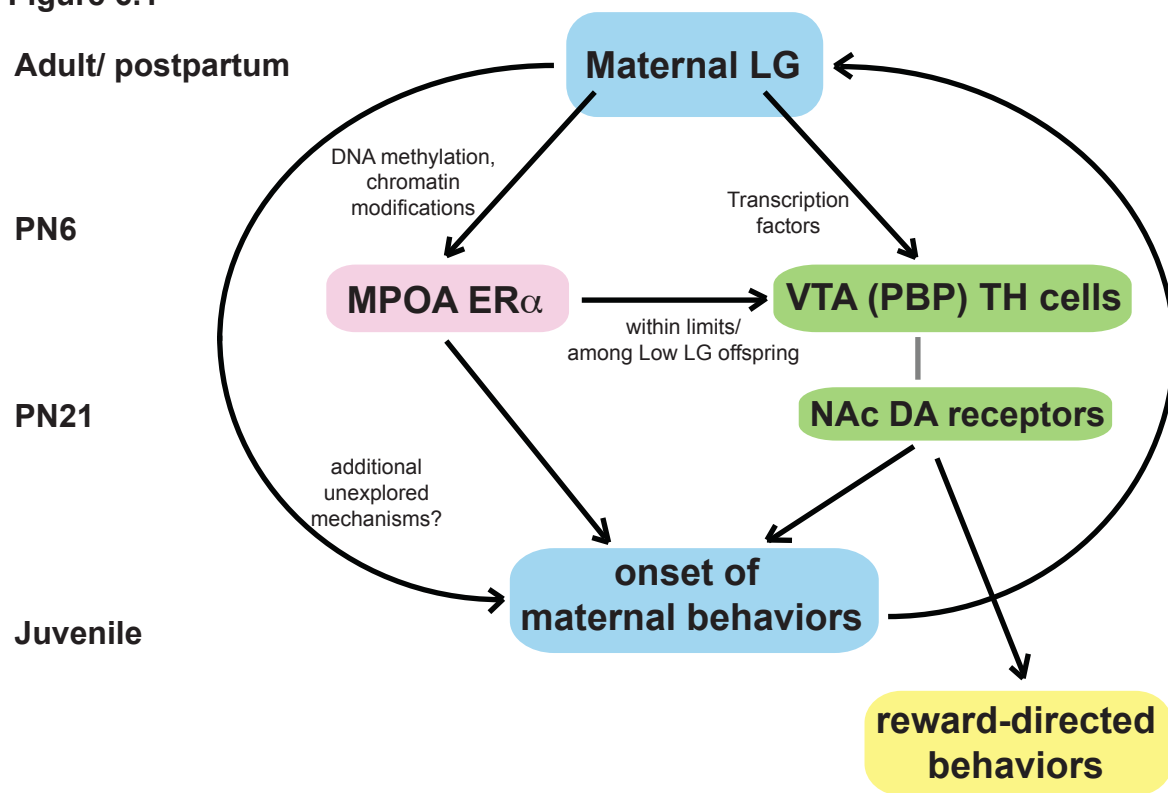 Adult/ postpartum
Maternal LG
DNA methylation,
chromatin
modifications
Transcription
factors
PN6
MPOA ERα
VTA (PBP) TH cells
within limits/
among Low LG offspring
PN21
NAc DA receptors
additional
unexplored
mechanisms?
onset of
maternal behaviors
Juvenile
reward-directed
behaviors